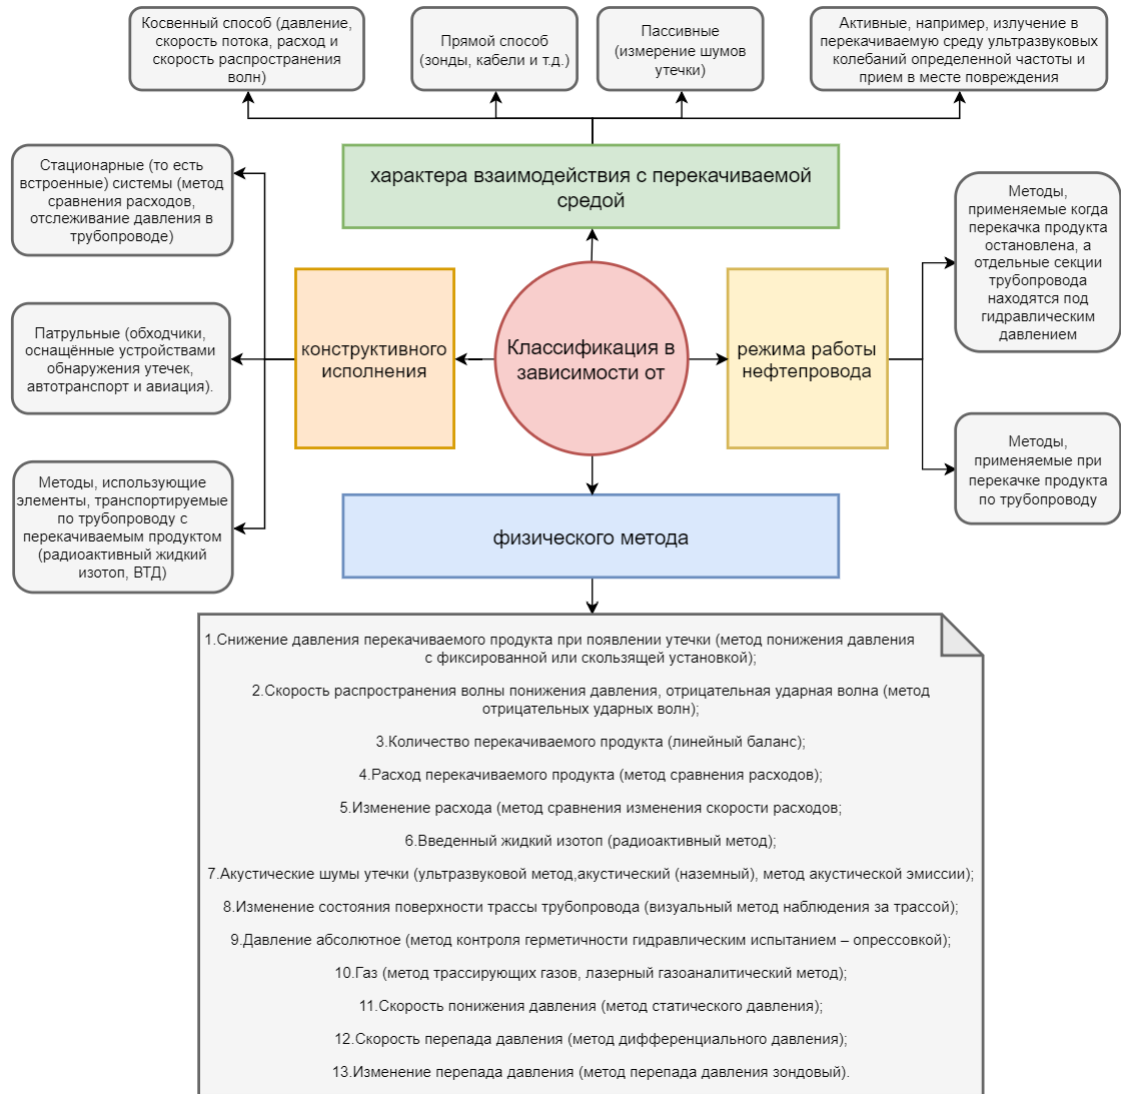 Косвенный способ (давление,
скорость потока, расход и
скорость распространения
волн)
Прямой способ
(зонды, кабели и т.д.)
Пассивные
(измерение шумов
утечки)
Активные, например, излучение в
перекачиваемую среду ультразвуковых
колебаний определенной частоты и
прием в месте повреждения
характера взаимодействия с перекачиваемой
средой
Стационарные (то есть
встроенные) системы (метод
сравнения расходов,
отслеживание давления в
трубопроводе)
Патрульные (обходчики,
оснащённые устройствами
обнаружения утечек,
автотранспорт и авиация).
Методы, использующие
элементы, транспортируемые
по трубопроводу с
перекачиваемым продуктом
(радиоактивный жидкий
изотоп, ВТД)
конструктивного
исполнения
Классификация в
зависимости от
режима работы
нефтепровода
Методы,
применяемые когда
перекачка продукта
остановлена, а
отдельные секции
трубопровода
находятся под
гидравлическим
давлением
Методы,
применяемые при
перекачке продукта
по трубопроводу
физического метода
1.Снижение давления перекачиваемого продукта при появлении утечки (метод понижения давления
с фиксированной или скользящей установкой);
2.Скорость распространения волны понижения давления, отрицательная ударная волна (метод
отрицательных ударных волн);
3.Количество перекачиваемого продукта (линейный баланс);
4.Расход перекачиваемого продукта (метод сравнения расходов);
5.Изменение расхода (метод сравнения изменения скорости расходов;
6.Введенный жидкий изотоп (радиоактивный метод);
7.Акустические шумы утечки (ультразвуковой метод,акустический (наземный), метод акустической эмиссии);
8.Изменение состояния поверхности трассы трубопровода (визуальный метод наблюдения за трассой);
9.Давление абсолютное (метод контроля герметичности гидравлическим испытанием – опрессовкой);
10.Газ (метод трассирующих газов, лазерный газоаналитический метод);
11.Скорость понижения давления (метод статического давления);
12.Скорость перепада давления (метод дифференциального давления);
13.Изменение перепада давления (метод перепада давления зондовый).